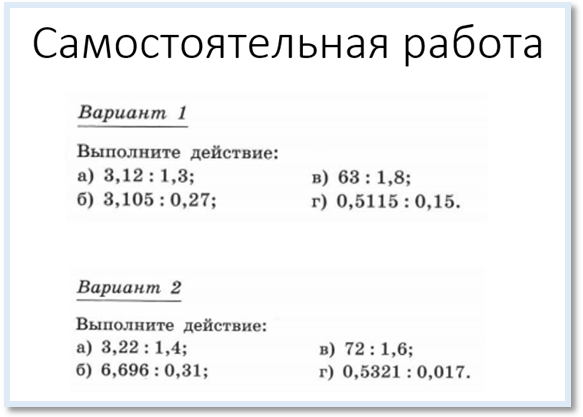 Самостоятельная работа
Вариант 1
Выполните действие:
а) 3,12 : 1,3; в) 63 : 1,8;
б) 3,105 : 0,27; г) 0,5115 : 0,15.
Вариант 2
Выполните действие:
а) 3,22 : 1,4; в) 72 : 1,6;
б) 6,696 : 0,31; г) 0,5321 : 0,017.